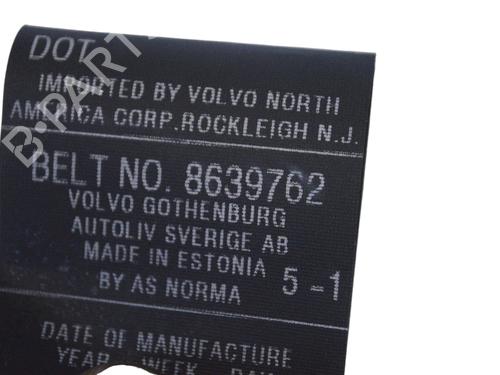 DOT
IMPORTED BY VOLVO NORTH
AMERICA CORP. ROCKLEIGH N.J.
BELT NO. 8639762
VOLVO GOTHENBURG
AUTOLIV SVERIGE AB
MADE IN ESTONIA
BY AS NORMA 5-1
DATE OF MANUFACTURE
YEAR WEEK
B-PARTS